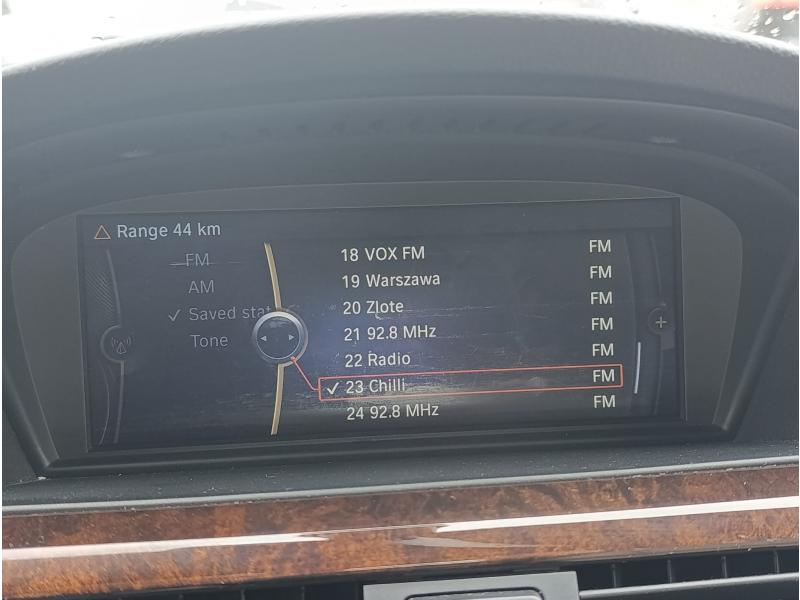 Range 44 km
FM
AM
✓ Saved stat
Tone
18 VOX FM FM
19 Warszawa FM
20 Zlote FM
21 92.8 MHz FM
22 Radio FM
✓ 23 Chilli FM
24 92.8 MHz FM